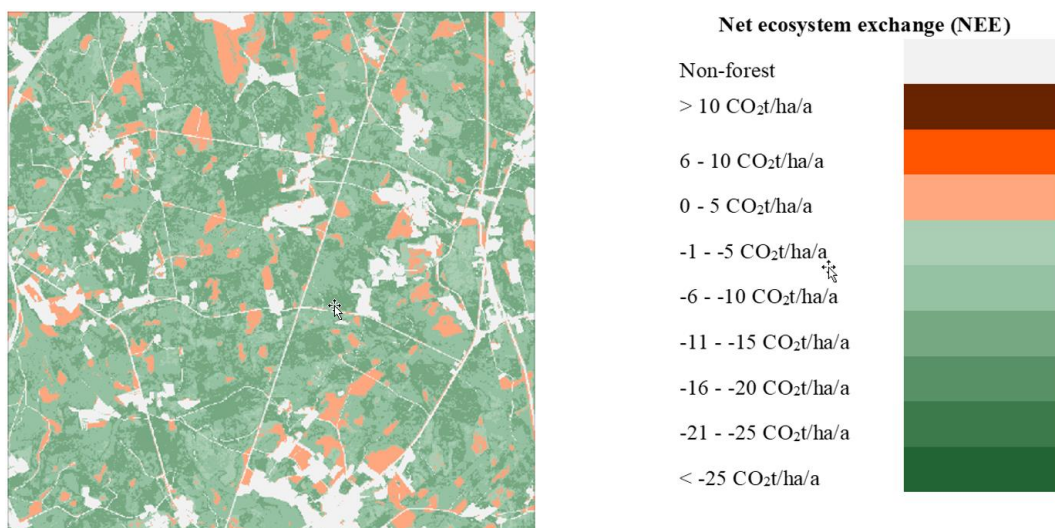 Net ecosystem exchange (NEE)
Non-forest
> 10 CO₂t/ha/a
6 - 10 CO₂t/ha/a
0 - 5 CO₂t/ha/a
-1 - -5 CO₂t/ha/a
-6 - -10 CO₂t/ha/a
-11 - -15 CO₂t/ha/a
-16 - -20 CO₂t/ha/a
-21 - -25 CO₂t/ha/a
< -25 CO₂t/ha/a